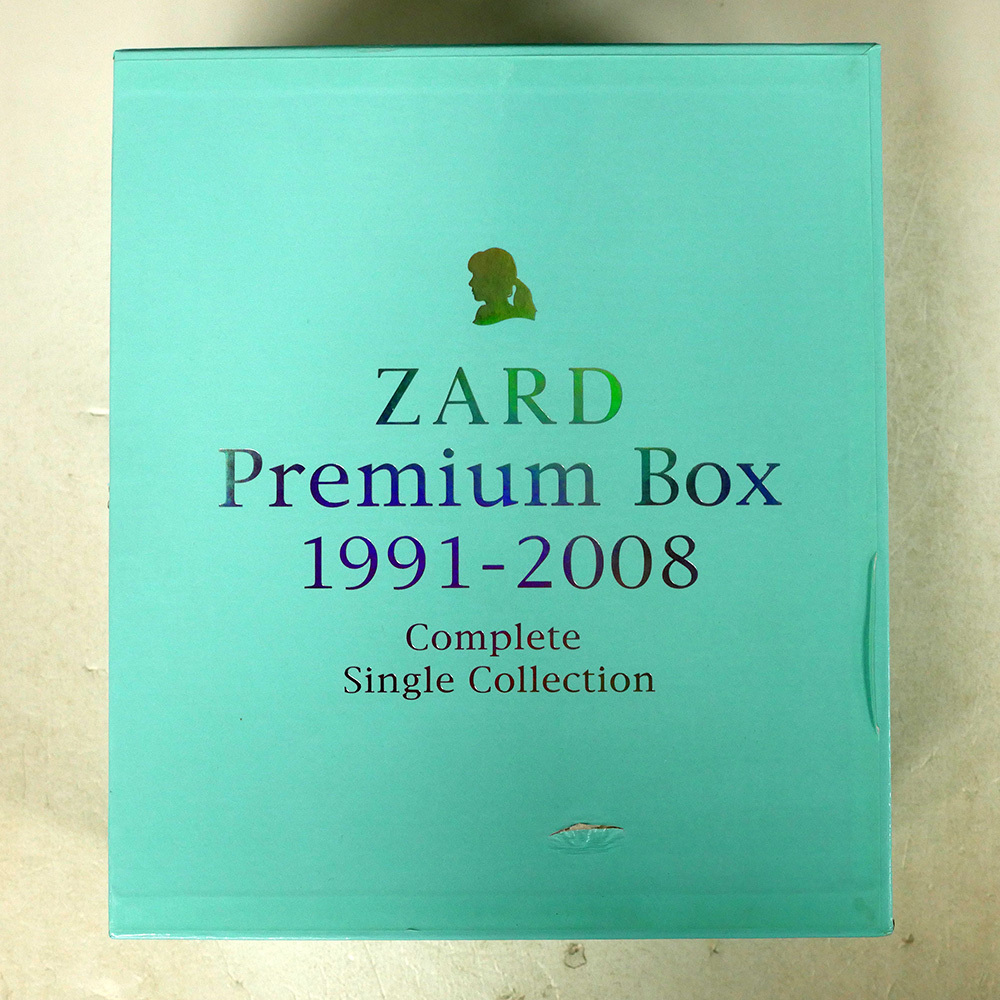 ZARD
Premium Box
1991-2008
Complete
Single Collection